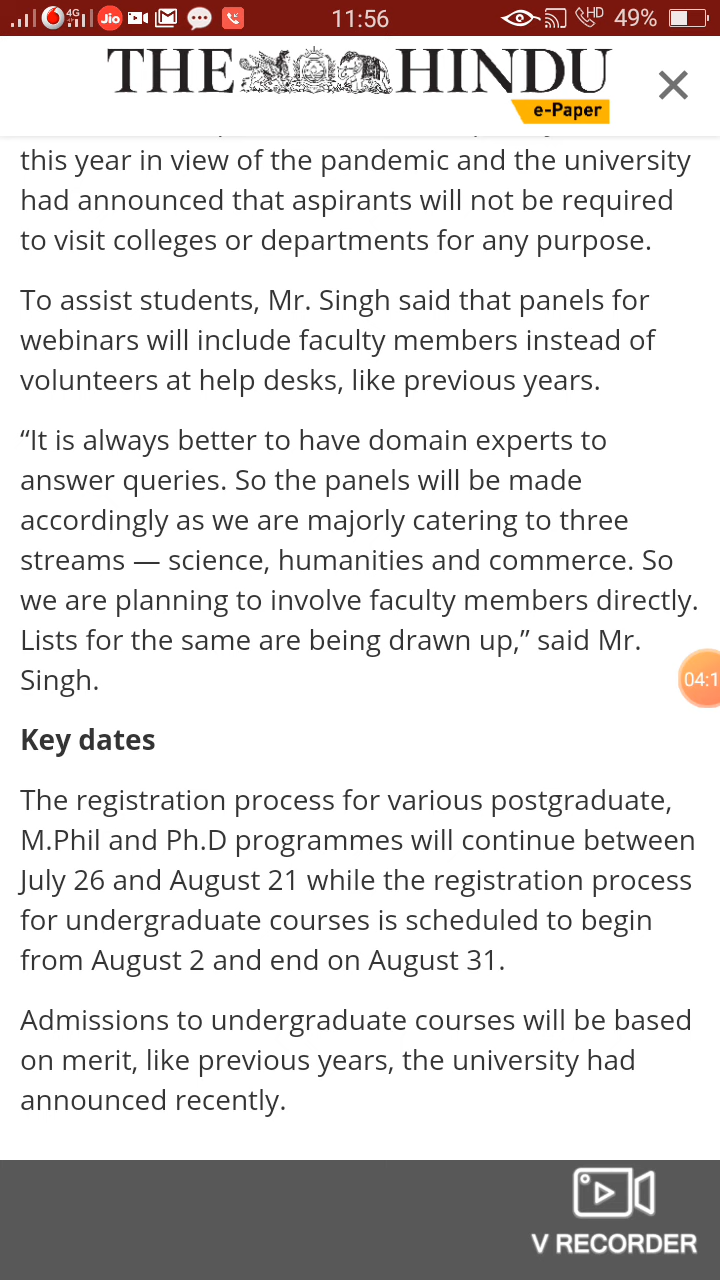 4G Jio 11:56 HD 49%
THE HINDU
e-Paper
this year in view of the pandemic and the university
had announced that aspirants will not be required
to visit colleges or departments for any purpose.
To assist students, Mr. Singh said that panels for
webinars will include faculty members instead of
volunteers at help desks, like previous years.
“It is always better to have domain experts to
answer queries. So the panels will be made
accordingly as we are majorly catering to three
streams — science, humanities and commerce. So
we are planning to involve faculty members directly.
Lists for the same are being drawn up,” said Mr.
Singh.
04:1
Key dates
The registration process for various postgraduate,
M.Phil and Ph.D programmes will continue between
July 26 and August 21 while the registration process
for undergraduate courses is scheduled to begin
from August 2 and end on August 31.
Admissions to undergraduate courses will be based
on merit, like previous years, the university had
announced recently.
V RECORDER